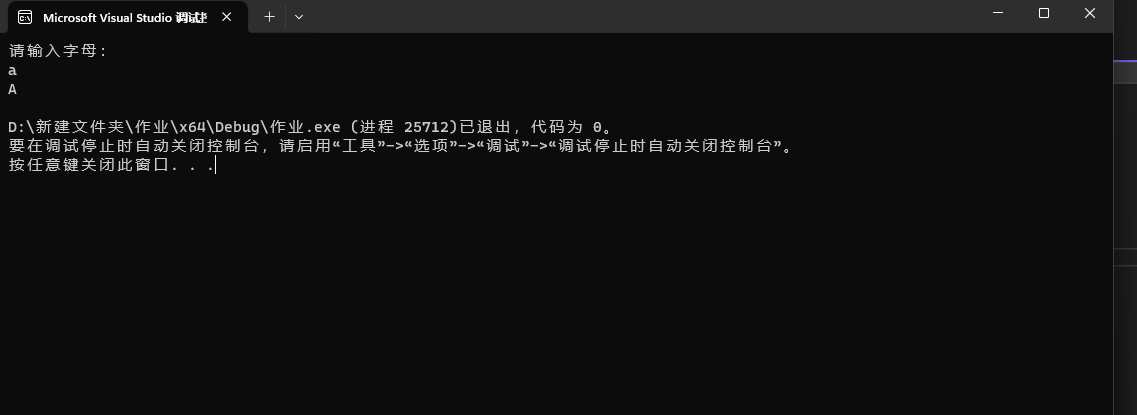 Microsoft Visual Studio 调试
请输入字母:
a
A
D:\新建文件夹\作业\x64\Debug\作业.exe (进程 25712)已退出，代码为 0。
要在调试停止时自动关闭控制台，请启用“工具”->“选项”->“调试”->“调试停止时自动关闭控制台”。
按任意键关闭此窗口. . .